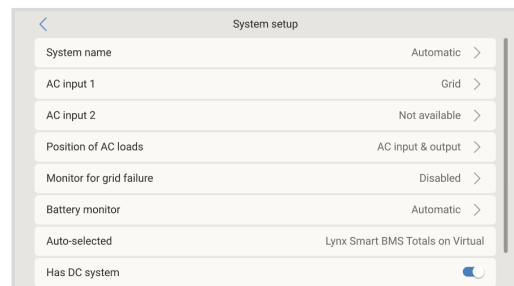 System setup
System name Automatic
AC input 1 Grid
AC input 2 Not available
Position of AC loads AC input & output
Monitor for grid failure Disabled
Battery monitor Automatic
Auto-selected Lynx Smart BMS Totals on Virtual
Has DC system